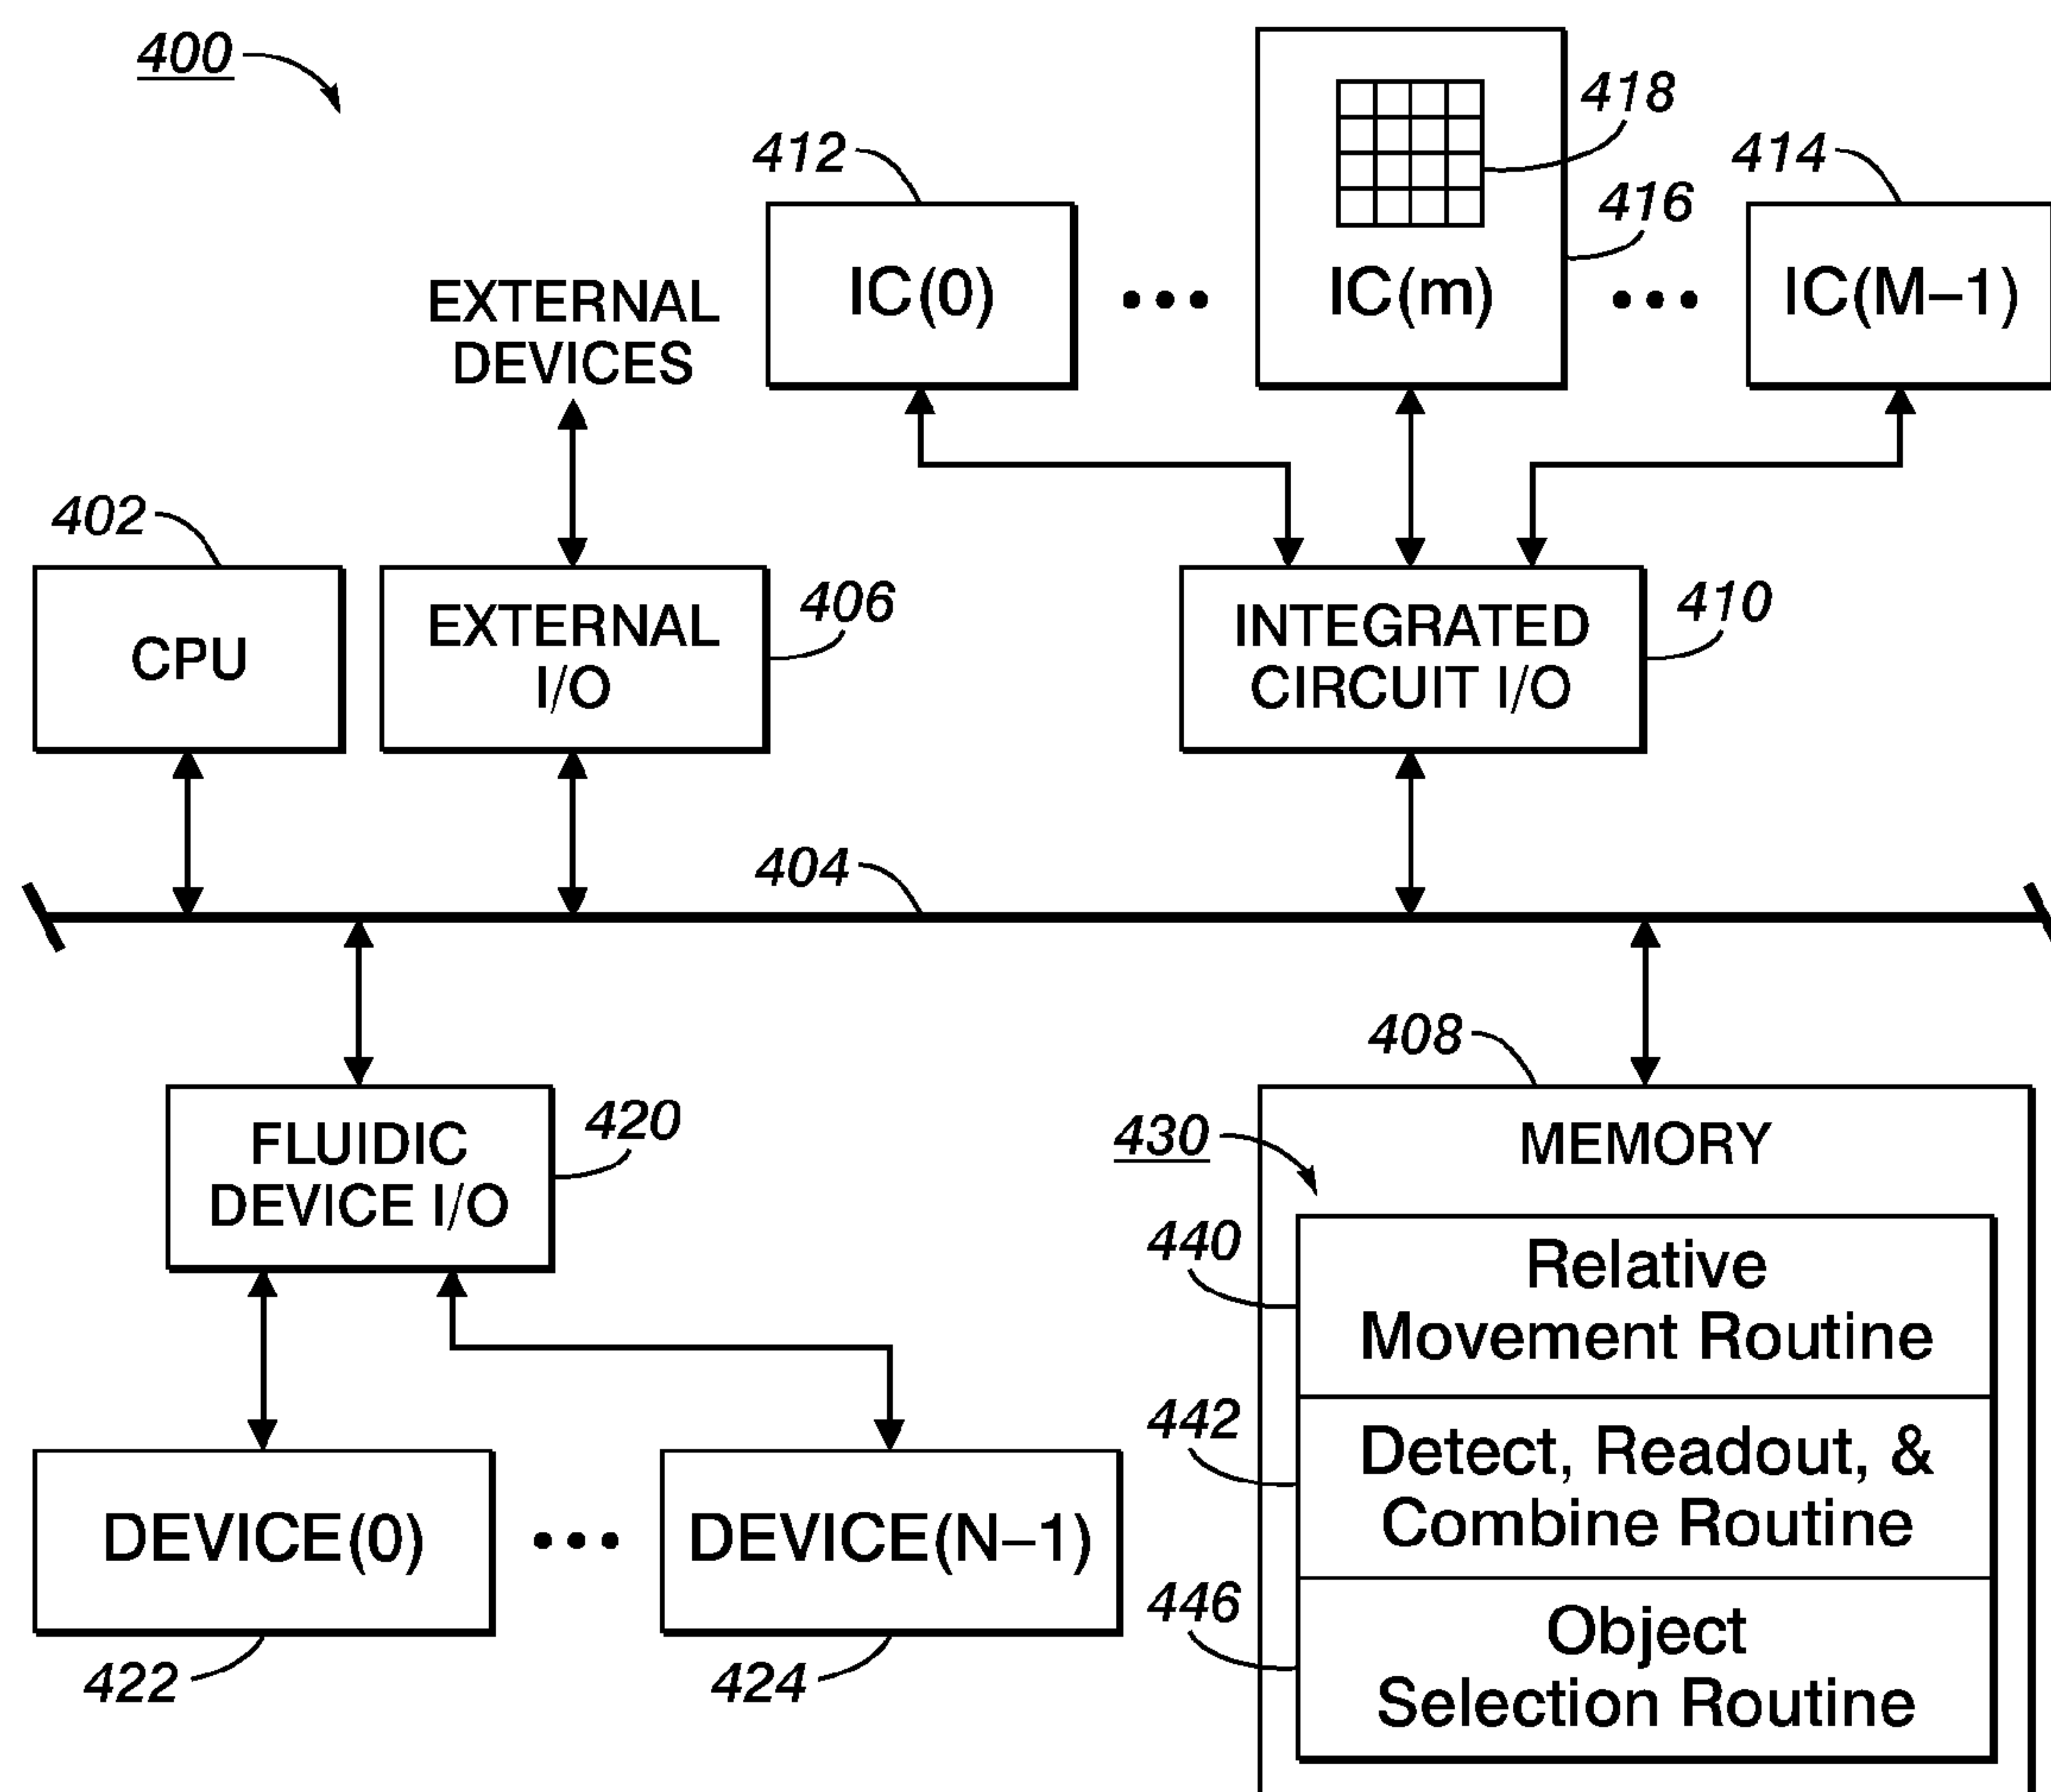 400
418
412
414
416
IC(0)
•••
IC(m)
•••
IC(M–1)
EXTERNAL
DEVICES
402
406
410
CPU
EXTERNAL
I/O
INTEGRATED
CIRCUIT I/O
404
408
420
430
FLUIDIC
DEVICE I/O
MEMORY
440
Relative
Movement Routine
442
Detect, Readout, &
Combine Routine
DEVICE(0)
•••
DEVICE(N–1)
446
Object
Selection Routine
422
424